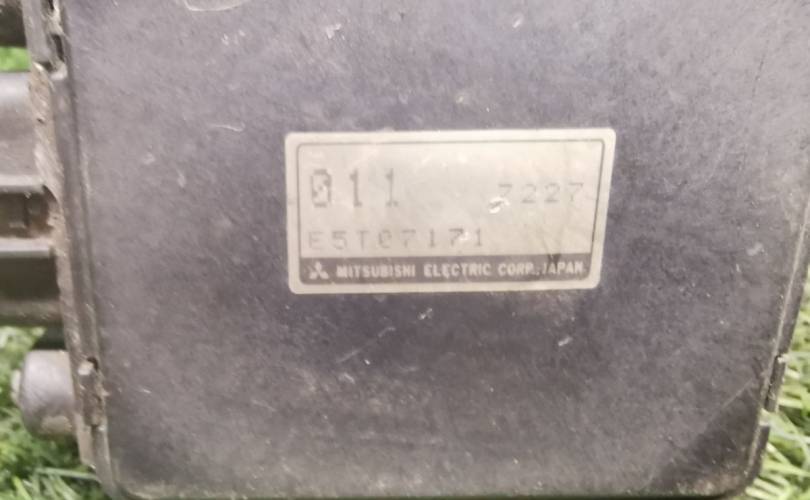 011 7227
E5T07171
MITSUBISHI ELECTRIC CORP., JAPAN